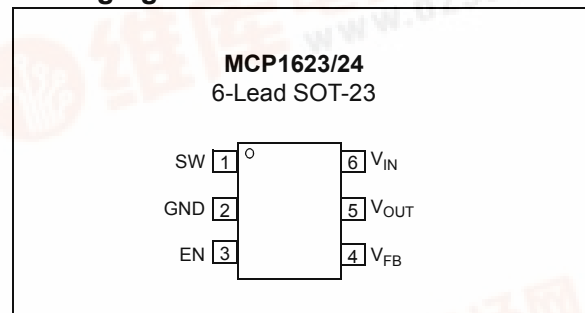 MCP1623/24
6-Lead SOT-23
SW 1 6 VIN
GND 2 5 VOUT
EN 3 4 VFB